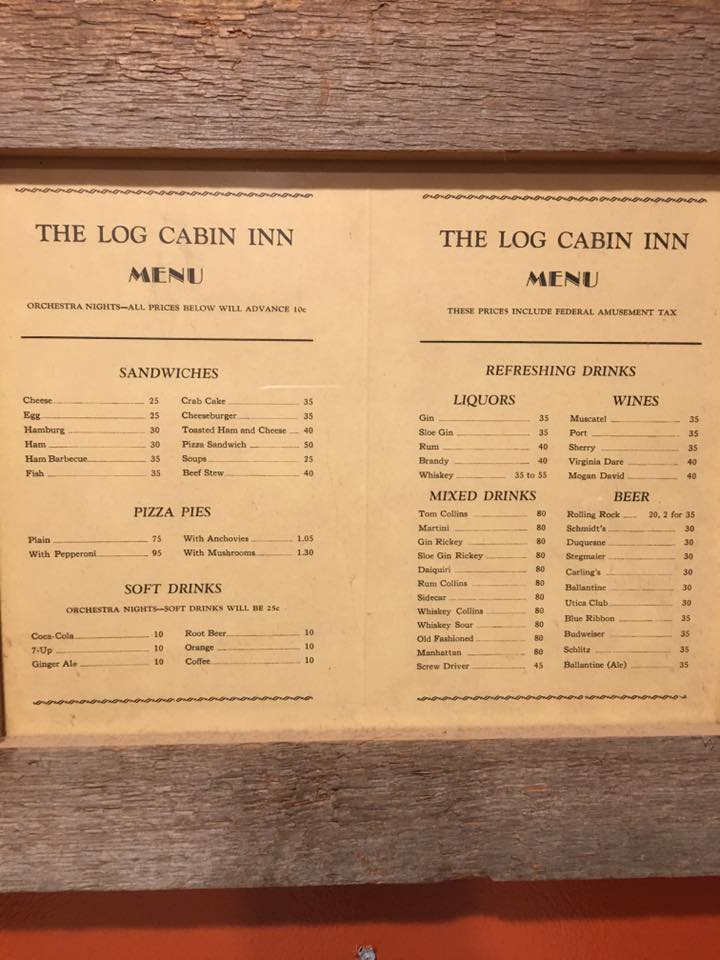 THE LOG CABIN INN
MENU
ORCHESTRA NIGHTS—ALL PRICES BELOW WILL ADVANCE 10c
SANDWICHES
Cheese 25
Egg 25
Hamburg 30
Ham 30
Ham Barbecue 35
Fish 35
Crab Cake 35
Cheeseburger 35
Toasted Ham and Cheese 40
Pizza Sandwich 50
Soups 25
Beef Stew 40
PIZZA PIES
Plain 75
With Pepperoni 95
With Anchovies 1.05
With Mushrooms 1.30
SOFT DRINKS
ORCHESTRA NIGHTS—SOFT DRINKS WILL BE 25c
Coca-Cola 10
7-Up 10
Ginger Ale 10
Root Beer 10
Orange 10
Coffee 10
THE LOG CABIN INN
MENU
THESE PRICES INCLUDE FEDERAL AMUSEMENT TAX
REFRESHING DRINKS
LIQUORS
Gin 35
Sloe Gin 35
Rum 40
Brandy 40
Whiskey 35 to 55
WINES
Muscatel 35
Port 35
Sherry 35
Virginia Dare 40
Mogan David 40
MIXED DRINKS
Tom Collins 80
Martini 80
Gin Rickey 80
Sloe Gin Rickey 80
Daiquiri 80
Rum Collins 80
Sidecar 80
Whiskey Collins 80
Whiskey Sour 80
Old Fashioned 80
Manhattan 80
Screw Driver 45
BEER
Rolling Rock 20, 2 for 35
Schmidt's 30
Duquesne 30
Stegmaier 30
Carling's 30
Ballantine 30
Utica Club 30
Blue Ribbon 35
Budweiser 35
Schlitz 35
Ballantine (Ale) 35